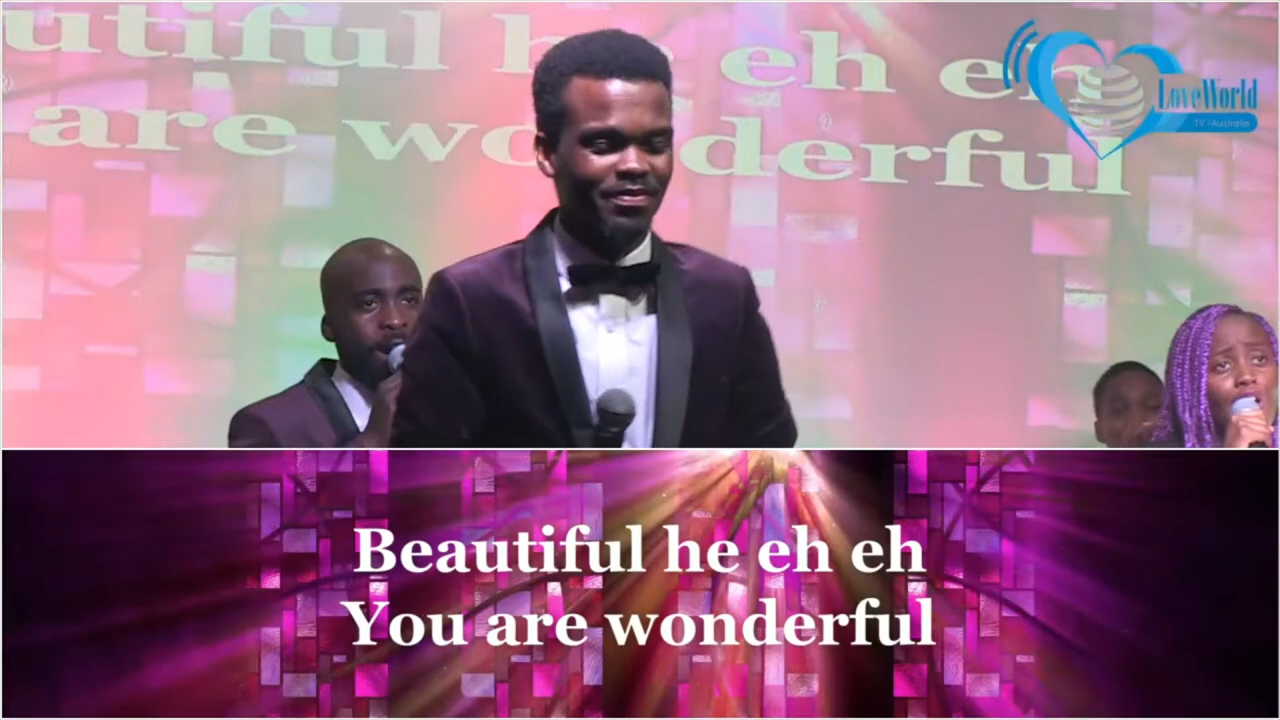 utiful he eh eh
are wonderful
LoveWorld
TV Australia
Beautiful he eh eh
You are wonderful